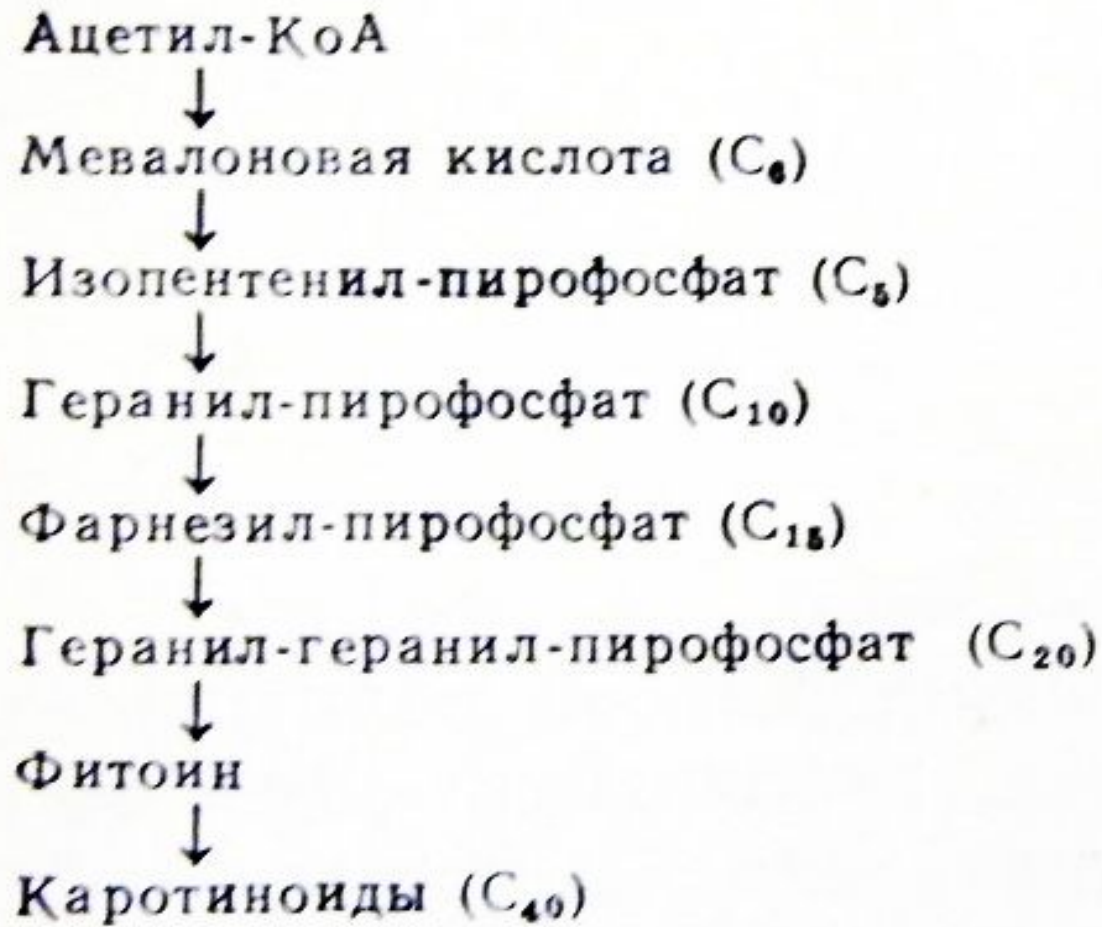 Ацетил-КоА
↓
Мевалоновая кислота (C₆)
↓
Изопентенил-пирофосфат (C₅)
↓
Геранил-пирофосфат (C₁₀)
↓
Фарнезил-пирофосфат (C₁₅)
↓
Геранил-геранил-пирофосфат (C₂₀)
↓
Фитоин
↓
Каротиноиды (C₄₀)